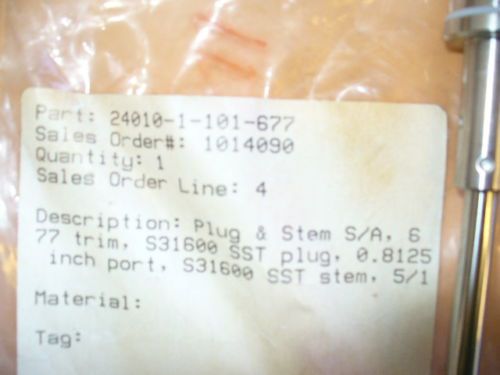 Part: 24010-1-101-677
Sales Order#: 1014090
Quantity: 1
Sales Order Line: 4
Description: Plug & Stem S/A, 6
77 trim, S31600 SST plug, 0.8125
inch port, S31600 SST stem, 5/1
Material:
Tag: